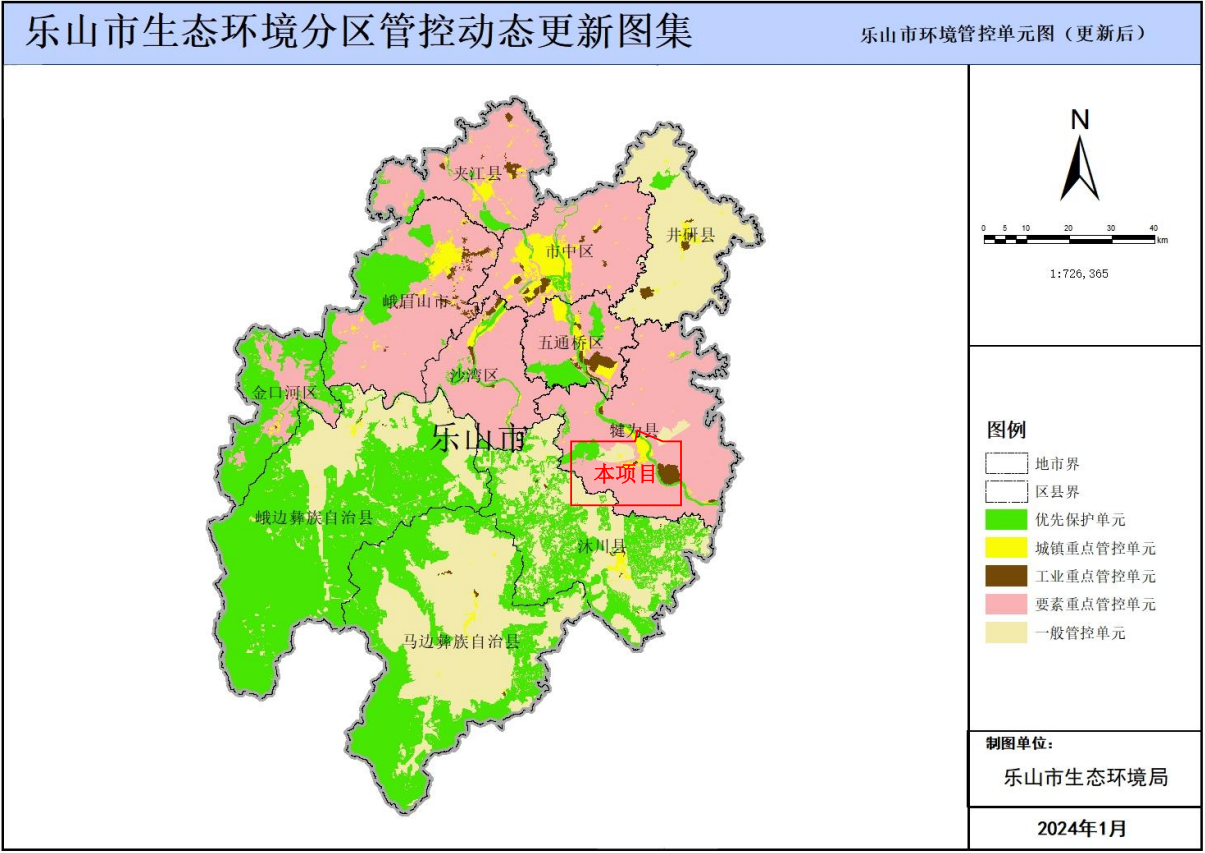 乐山市生态环境分区管控动态更新图集
乐山市环境管控单元图（更新后）
N
0 5 10 20 30 40
km
1:726,365
夹江县
井研县
市中区
峨眉山市
五通桥区
沙湾区
金口河区
乐山市
犍为县
本项目
峨边彝族自治县
沐川县
马边彝族自治县
图例
地市界
区县界
优先保护单元
城镇重点管控单元
工业重点管控单元
要素重点管控单元
一般管控单元
制图单位：
乐山市生态环境局
2024年1月